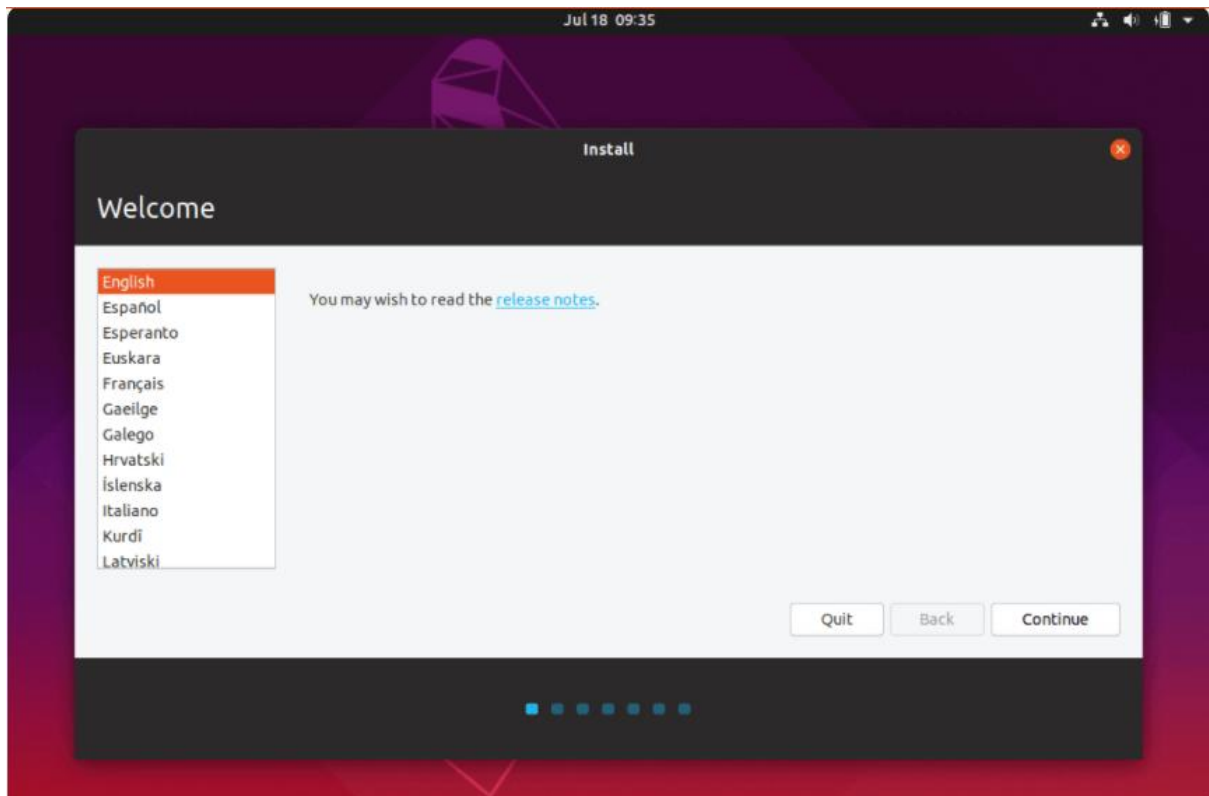 Jul 18 09:35
Install
Welcome
English
Español
Esperanto
Euskara
Français
Gaeilge
Galego
Hrvatski
Íslenska
Italiano
Kurdî
Latviski
You may wish to read the release notes.
Quit
Back
Continue